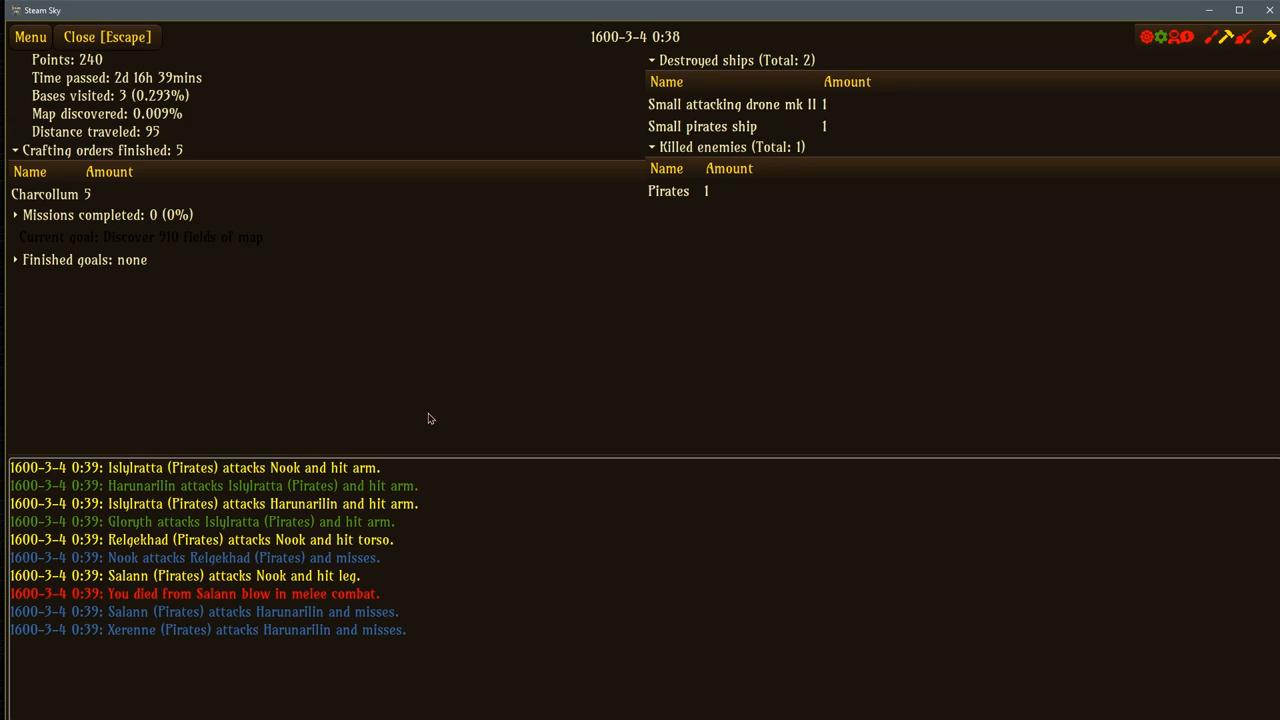 Steam Sky
Menu Close [Escape] 1600-3-4 0:38
Points: 240
Time passed: 2d 16h 39mins
Bases visited: 3 (0.293%)
Map discovered: 0.009%
Distance traveled: 95
Crafting orders finished: 5
Name Amount
Charcollum 5
Missions completed: 0 (0%)
Current goal: Discover 910 fields of map
Finished goals: none
Destroyed ships (Total: 2)
Name Amount
Small attacking drone mk II 1
Small pirates ship 1
Killed enemies (Total: 1)
Name Amount
Pirates 1
1600-3-4 0:39: Islylratta (Pirates) attacks Nook and hit arm.
1600-3-4 0:39: Harunarilin attacks Islylratta (Pirates) and hit arm.
1600-3-4 0:39: Islylratta (Pirates) attacks Harunarilin and hit arm.
1600-3-4 0:39: Gloryth attacks Islylratta (Pirates) and hit arm.
1600-3-4 0:39: Relgekhad (Pirates) attacks Nook and hit torso.
1600-3-4 0:39: Nook attacks Relgekhad (Pirates) and misses.
1600-3-4 0:39: Salann (Pirates) attacks Nook and hit leg.
1600-3-4 0:39: You died from Salann blow in melee combat.
1600-3-4 0:39: Salann (Pirates) attacks Harunarilin and misses.
1600-3-4 0:39: Xerenne (Pirates) attacks Harunarilin and misses.